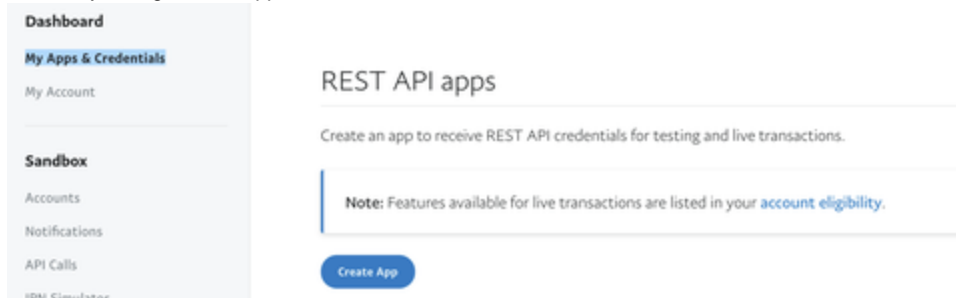 Dashboard
My Apps & Credentials
My Account
Sandbox
Accounts
Notifications
API Calls
IPN Simulator
REST API apps
Create an app to receive REST API credentials for testing and live transactions.
Note: Features available for live transactions are listed in your account eligibility.
Create App